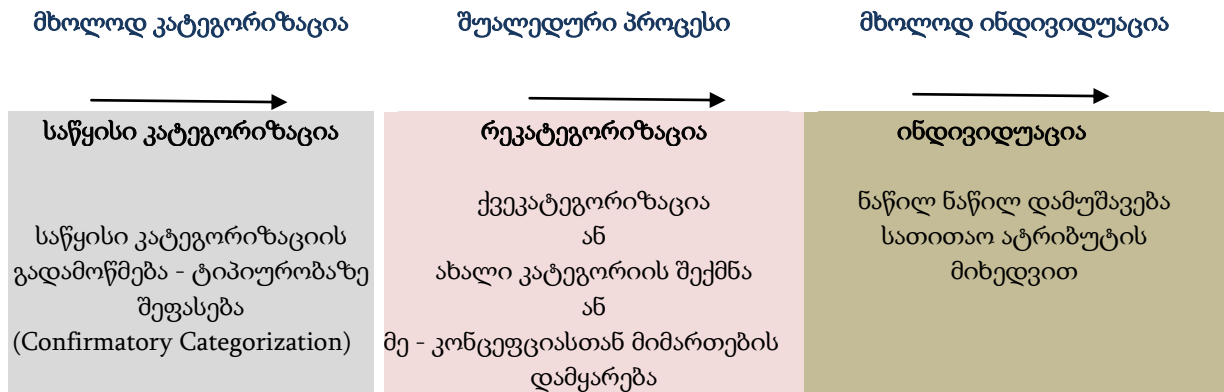 მხოლოდ კატეგორიზაცია
შუალედური პროცესი
მხოლოდ ინდივიდუაცია
საწყისი კატეგორიზაცია
საწყისი კატეგორიზაციის
გადამოწმება - ტიპიურობაზე
შეფასება
(Confirmatory Categorization)
რეკატეგორიზაცია
ქვეკატეგორიზაცია
ან
ახალი კატეგორიის შექმნა
ან
მე - კონცეფციასთან მიმართების
დამყარება
ინდივიდუაცია
ნაწილ ნაწილ დამუშავება
სათითაო ატრიბუტის
მიხედვით